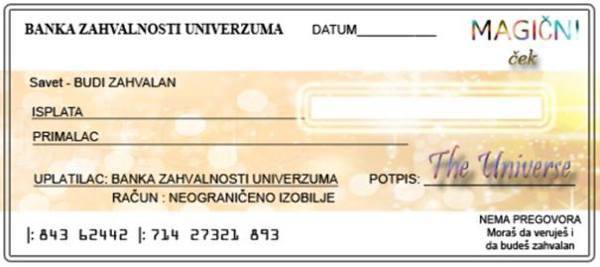 BANKA ZAHVALNOSTI UNIVERZUMA DATUM____________ MAGIČNI
ček
Savet - BUDI ZAHVALAN
ISPLATA
PRIMALAC
UPLATILAC: BANKA ZAHVALNOSTI UNIVERZUMA POTPIS: The Universe
RAČUN : NEOGRANIČENO IZOBILJE
NEMA PREGOVORA
Moraš da veruješ i
da budeš zahvalan
|: 843 62442 |: 714 27321 893